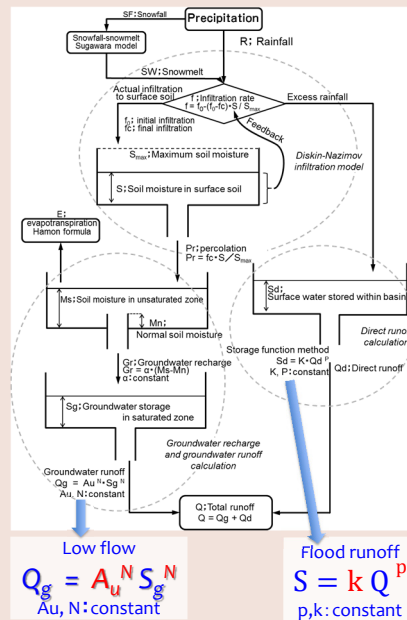 SF:Snowfall
Precipitation
Snowfall-snowmelt
Sugawara model
R; Rainfall
SW:Snowmelt
Actual infiltration
to surface soil
f :Infiltration rate
f = f₀-(f₀-fc)・S / Smax
Excess rainfall
f₀: initial infiltration
fc: final infiltration
Feedback
Smax: Maximum soil moisture
Diskin-Nazimov
infiltration model
S: Soil moisture in surface soil
E:
evapotranspiration
Hamon formula
Pr:percolation
Pr = fc・S／Smax
Ms:Soil moisture in unsaturated zone
Mn:
Normal soil moisture
Sd:
Surface water stored within basin
Direct runoff
calculation
Gr:Groundwater recharge
Gr = α・(Ms-Mn)
α:constant
Storage function method
Sd = K・Qd P
K, P:constant
Qd:Direct runoff
Sg:Groundwater storage
in saturated zone
Groundwater recharge
and groundwater runoff
calculation
Groundwater runoff
Qg = Au N・Sg N
Au, N:constant
Q:Total runoff
Q = Qg + Qd
Low flow
Qg = Au N Sg N
Au, N:constant
Flood runoff
S = k Q p
p,k: constant